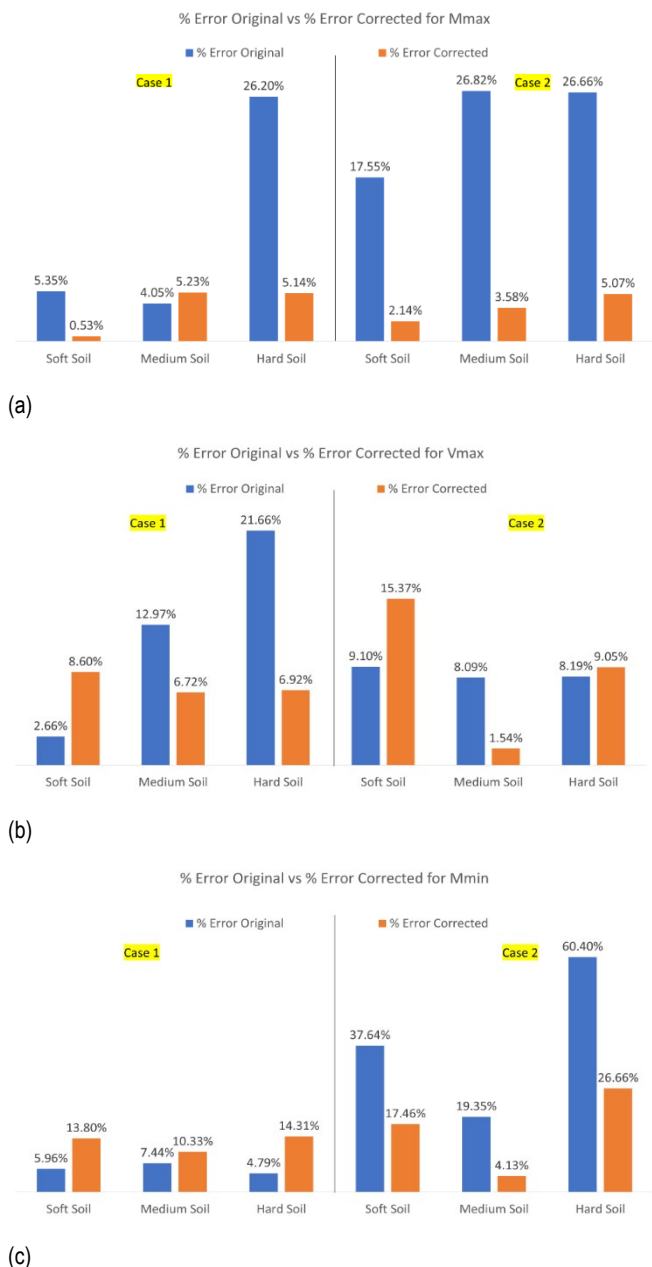 % Error Original vs % Error Corrected for Mmax
% Error Original % Error Corrected
Case 1 Case 2
26.20% 26.82% 26.66%
17.55%
5.35% 4.05% 5.23% 5.14% 5.07%
0.53% 2.14% 3.58%
Soft Soil Medium Soil Hard Soil Soft Soil Medium Soil Hard Soil
(a)
% Error Original vs % Error Corrected for Vmax
% Error Original % Error Corrected
Case 1 21.66% Case 2
15.37%
12.97%
8.60% 9.10% 8.09% 8.19% 9.05%
6.72% 6.92%
2.66% 1.54%
Soft Soil Medium Soil Hard Soil Soft Soil Medium Soil Hard Soil
(b)
% Error Original vs % Error Corrected for Mmin
% Error Original % Error Corrected
Case 1 Case 2 60.40%
37.64%
26.66%
13.80% 14.31% 17.46% 19.35%
5.96% 7.44% 10.33% 4.79% 4.13%
Soft Soil Medium Soil Hard Soil Soft Soil Medium Soil Hard Soil
(c)